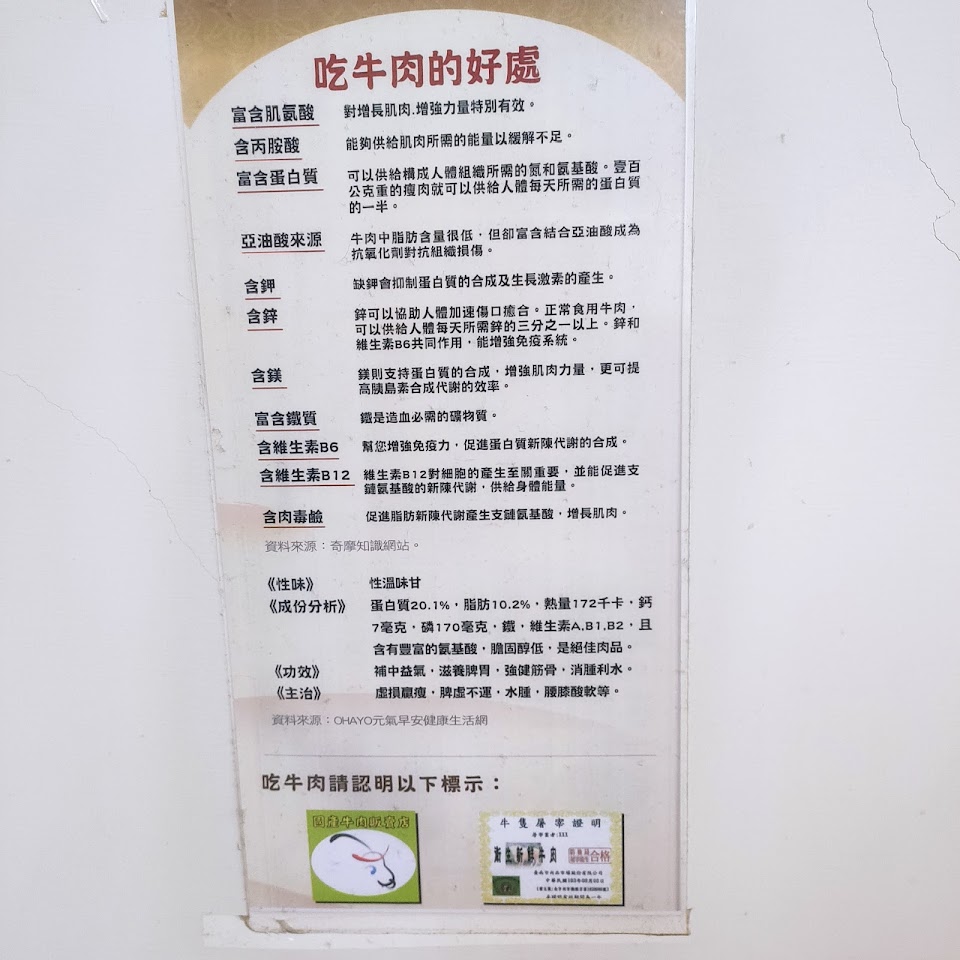 吃牛肉的好處
富含肌氨酸 對增長肌肉.增強力量特別有效。
含丙胺酸 能夠供給肌肉所需的能量以緩解不足。
富含蛋白質 可以供給構成人體組織所需的氮和氨基酸。壹百
公克重的瘦肉就可以供給人體每天所需的蛋白質
的一半。
亞油酸來源 牛肉中脂肪含量很低，但卻富含結合亞油酸成為
抗氧化劑對抗組織損傷。
含鉀 缺鉀會抑制蛋白質的合成及生長激素的產生。
含鋅 鋅可以協助人體加速傷口癒合。正常食用牛肉，
可以供給人體每天所需鋅的三分之一以上。鋅和
維生素B6共同作用，能增強免疫系統。
含鎂 鎂則支持蛋白質的合成，增強肌肉力量，更可提
高胰島素合成代謝的效率。
富含鐵質 鐵是造血必需的礦物質。
含維生素B6 幫您增強免疫力，促進蛋白質新陳代謝的合成。
含維生素B12 維生素B12對細胞的產生至關重要，並能促進支
鏈氨基酸的新陳代謝，供給身體能量。
含肉毒鹼 促進脂肪新陳代謝產生支鏈氨基酸，增長肌肉。
資料來源：奇摩知識網站。
《性味》 性溫味甘
《成份分析》 蛋白質20.1%，脂肪10.2%，熱量172千卡，鈣
7毫克，磷170毫克，鐵，維生素A,B1,B2，且
含有豐富的氨基酸，膽固醇低，是絕佳肉品。
《功效》 補中益氣，滋養脾胃，強健筋骨，消腫利水。
《主治》 虛損羸瘦，脾虛不運，水腫，腰膝酸軟等。
資料來源：OHAYO元氣早安健康生活網
吃牛肉請認明以下標示：
國產牛肉販賣店
牛隻屠宰證明
屠宰業者:XXX
衛生新鮮牛肉
合格